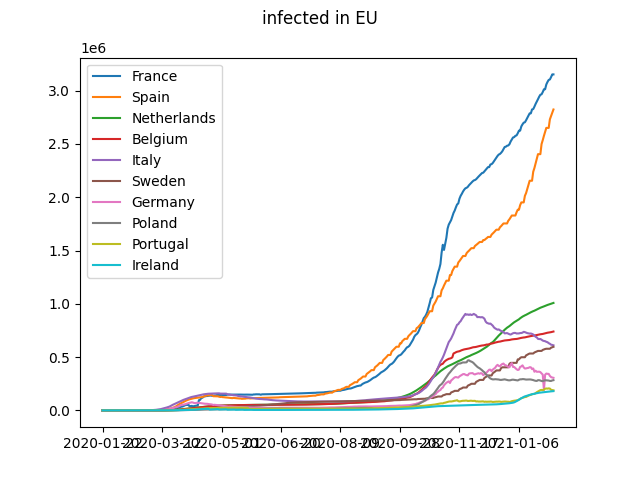 infected in EU
1e6
3.0
2.5
2.0
1.5
1.0
0.5
0.0
France
Spain
Netherlands
Belgium
Italy
Sweden
Germany
Poland
Portugal
Ireland
2020-01-22 2020-03-12 2020-05-01 2020-06-20 2020-08-09 2020-09-28 2020-11-17 2021-01-06